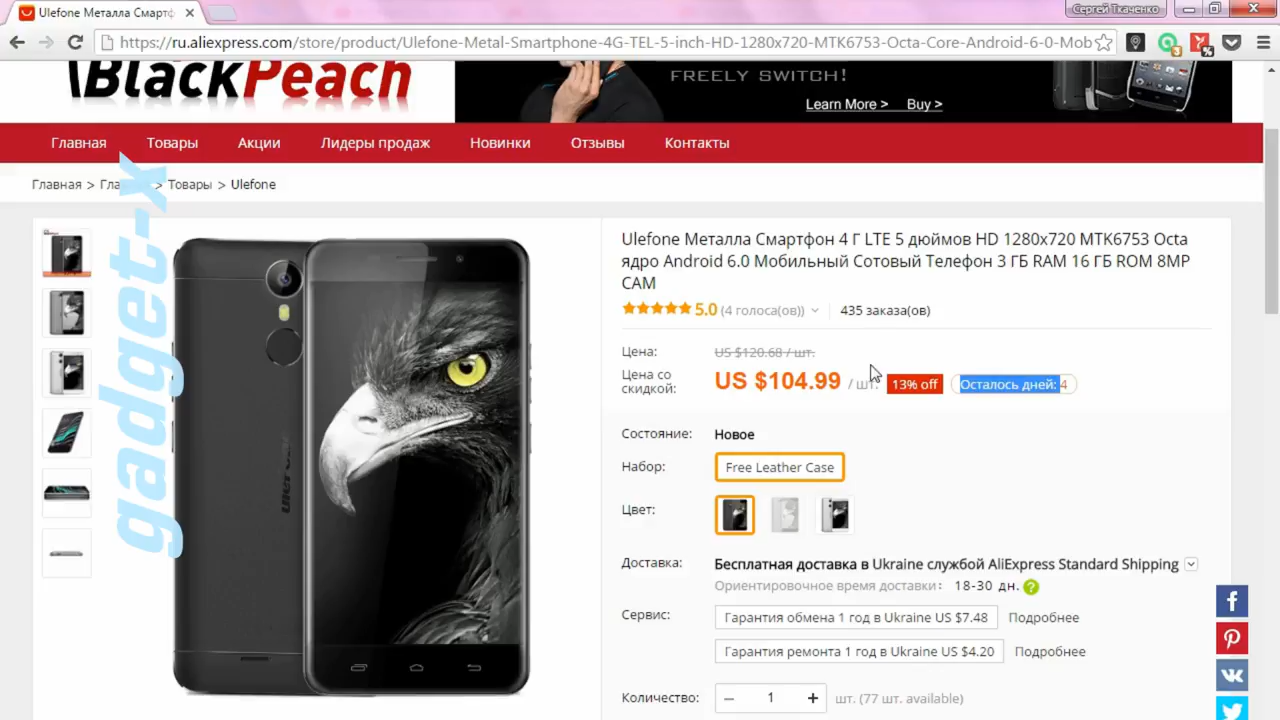 Ulefone Металла Смартф
Сергей Ткаченко
https://ru.aliexpress.com/store/product/Ulefone-Metal-Smartphone-4G-TEL-5-inch-HD-1280x720-MTK6753-Octa-Core-Android-6-0-Mob
BlackPeach
FREELY SWITCH!
Learn More > Buy >
Главная Товары Акции Лидеры продаж Новинки Отзывы Контакты
Главная > Гла > Товары > Ulefone
gadget-x
Ulefone Металла Смартфон 4 Г LTE 5 дюймов HD 1280x720 MTK6753 Octa
ядро Android 6.0 Мобильный Сотовый Телефон 3 ГБ RAM 16 ГБ ROM 8MP
CAM
5.0 (4 голоса(ов)) 435 заказа(ов)
Цена: US $120.68 / шт.
Цена со
скидкой: US $104.99 / шт. 13% off Осталось дней: 4
Состояние: Новое
Набор: Free Leather Case
Цвет:
Доставка: Бесплатная доставка в Ukraine службой AliExpress Standard Shipping
Ориентировочное время доставки: 18-30 дн. ?
Сервис: Гарантия обмена 1 год в Ukraine US $7.48 Подробнее
Гарантия ремонта 1 год в Ukraine US $4.20 Подробнее
Количество: − 1 + шт. (77 шт. available)